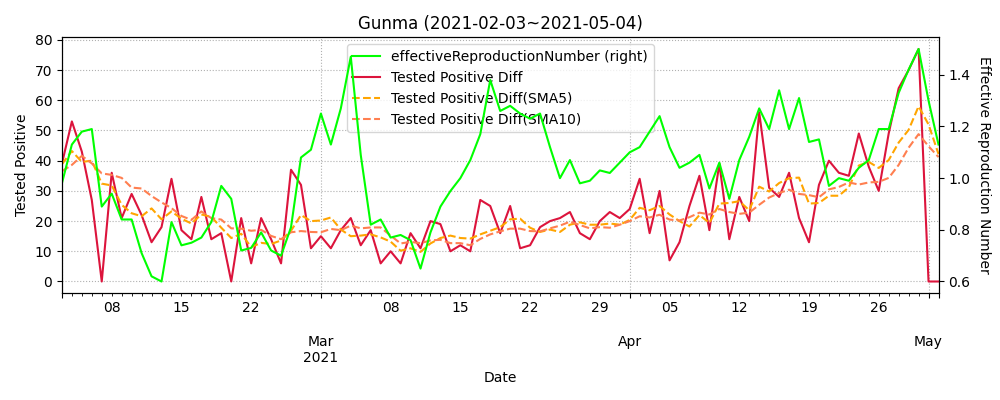 Gunma (2021-02-03~2021-05-04)
effectiveReproductionNumber (right)
Tested Positive Diff
Tested Positive Diff(SMA5)
Tested Positive Diff(SMA10)
Tested Positive
80
70
60
50
40
30
20
10
0
1.4
1.2
1.0
0.8
0.6
Effective Reproduction Number
08 15 22 08 15 22 29 05 12 19 26
Mar Apr May
2021
Date